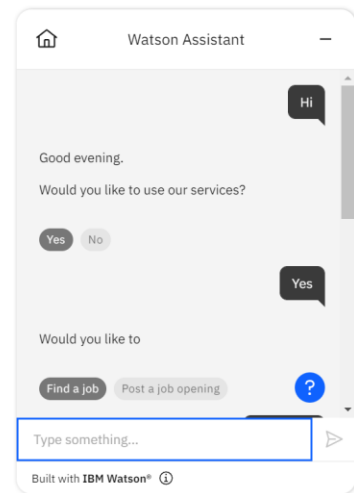 Watson Assistant
Hi
Good evening.
Would you like to use our services?
Yes No
Yes
Would you like to
Find a job Post a job opening
?
Type something...
Built with IBM Watson®